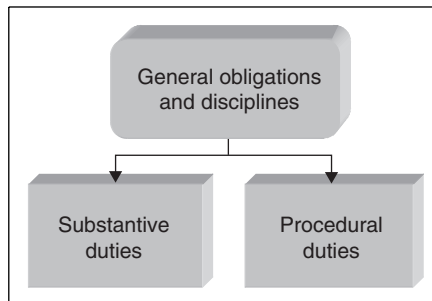 General obligations
and disciplines
Substantive
duties
Procedural
duties